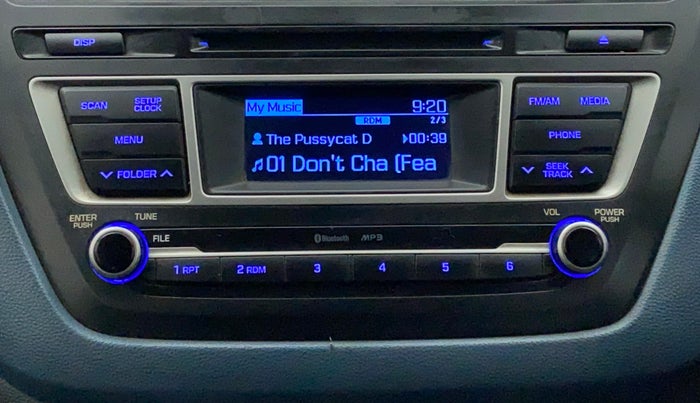 DISP
SCAN
SETUP
CLOCK
MENU
FOLDER
My Music 9:20
RDM 2/3
The Pussycat D 00:39
01 Don't Cha (Fea
FM/AM MEDIA
PHONE
SEEK
TRACK
ENTER
PUSH
TUNE
FILE
Bluetooth MP3
VOL
POWER
PUSH
1 RPT 2 RDM 3 4 5 6